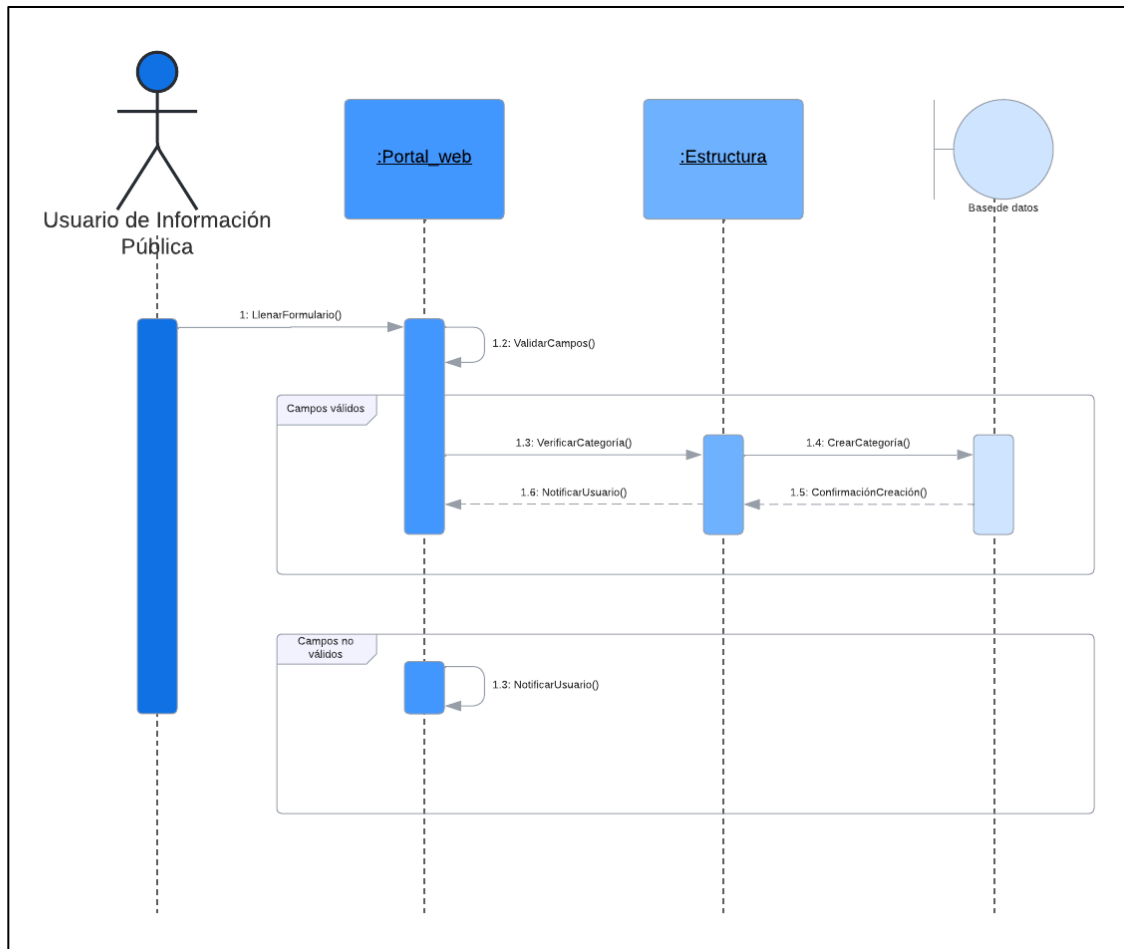 Usuario de Información
Pública
:Portal_web
:Estructura
Base de datos
1: LlenarFormulario()
1.2: ValidarCampos()
Campos válidos
1.3: VerificarCategoría()
1.4: CrearCategoría()
1.6: NotificarUsuario()
1.5: ConfirmaciónCreación()
Campos no
válidos
1.3: NotificarUsuario()